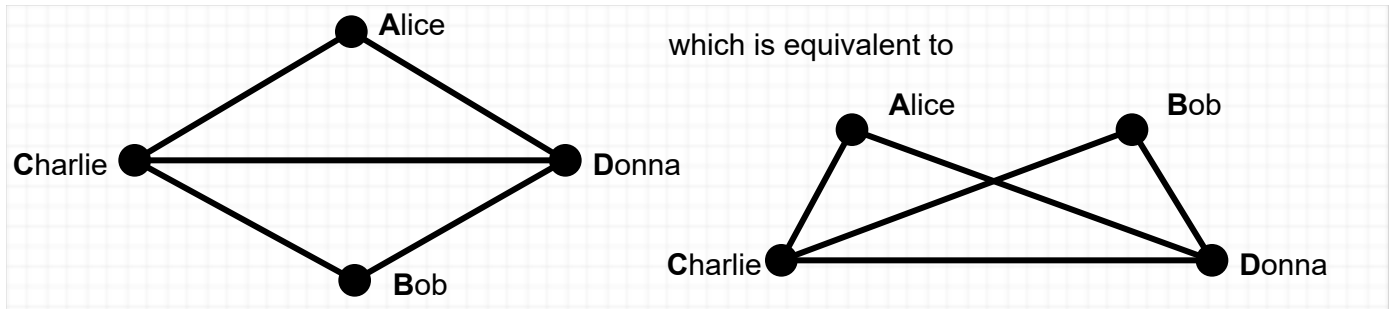 Alice
Charlie
Donna
Bob
which is equivalent to
Alice
Bob
Charlie
Donna